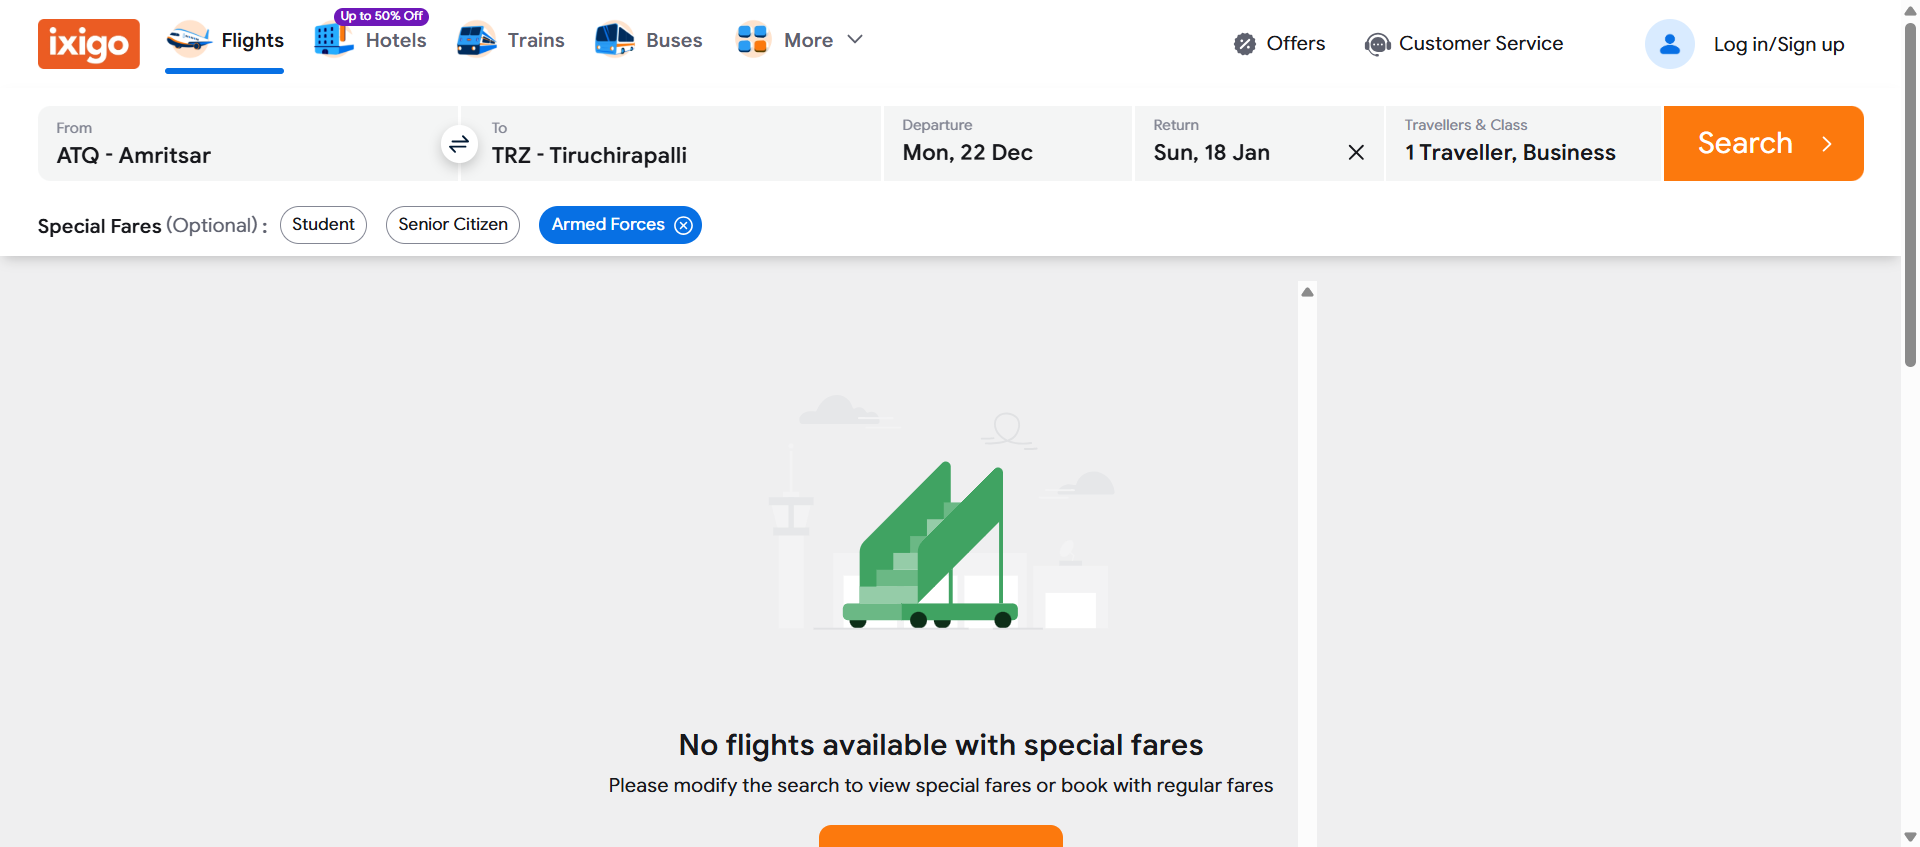 ixigo
Flights
Up to 50% Off
Hotels
Trains
Buses
More
Offers
Customer Service
Log in/Sign up
From
ATQ - Amritsar
To
TRZ - Tiruchirapalli
Departure
Mon, 22 Dec
Return
Sun, 18 Jan
Travellers & Class
1 Traveller, Business
Search
Special Fares (Optional) :
Student
Senior Citizen
Armed Forces
No flights available with special fares
Please modify the search to view special fares or book with regular fares